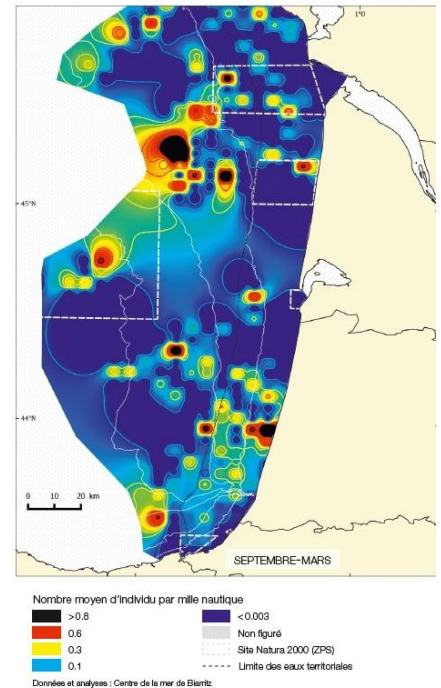 1°0
45°N
44°N
0 10 20
km
SEPTEMBRE-MARS
Nombre moyen d'individu par mille nautique
>0.8
0.6
0.3
0.1
<0.003
Non figuré
Site Natura 2000 (ZPS)
Limite des eaux territoriales
Données et analyses : Centre de la mer de Biarritz